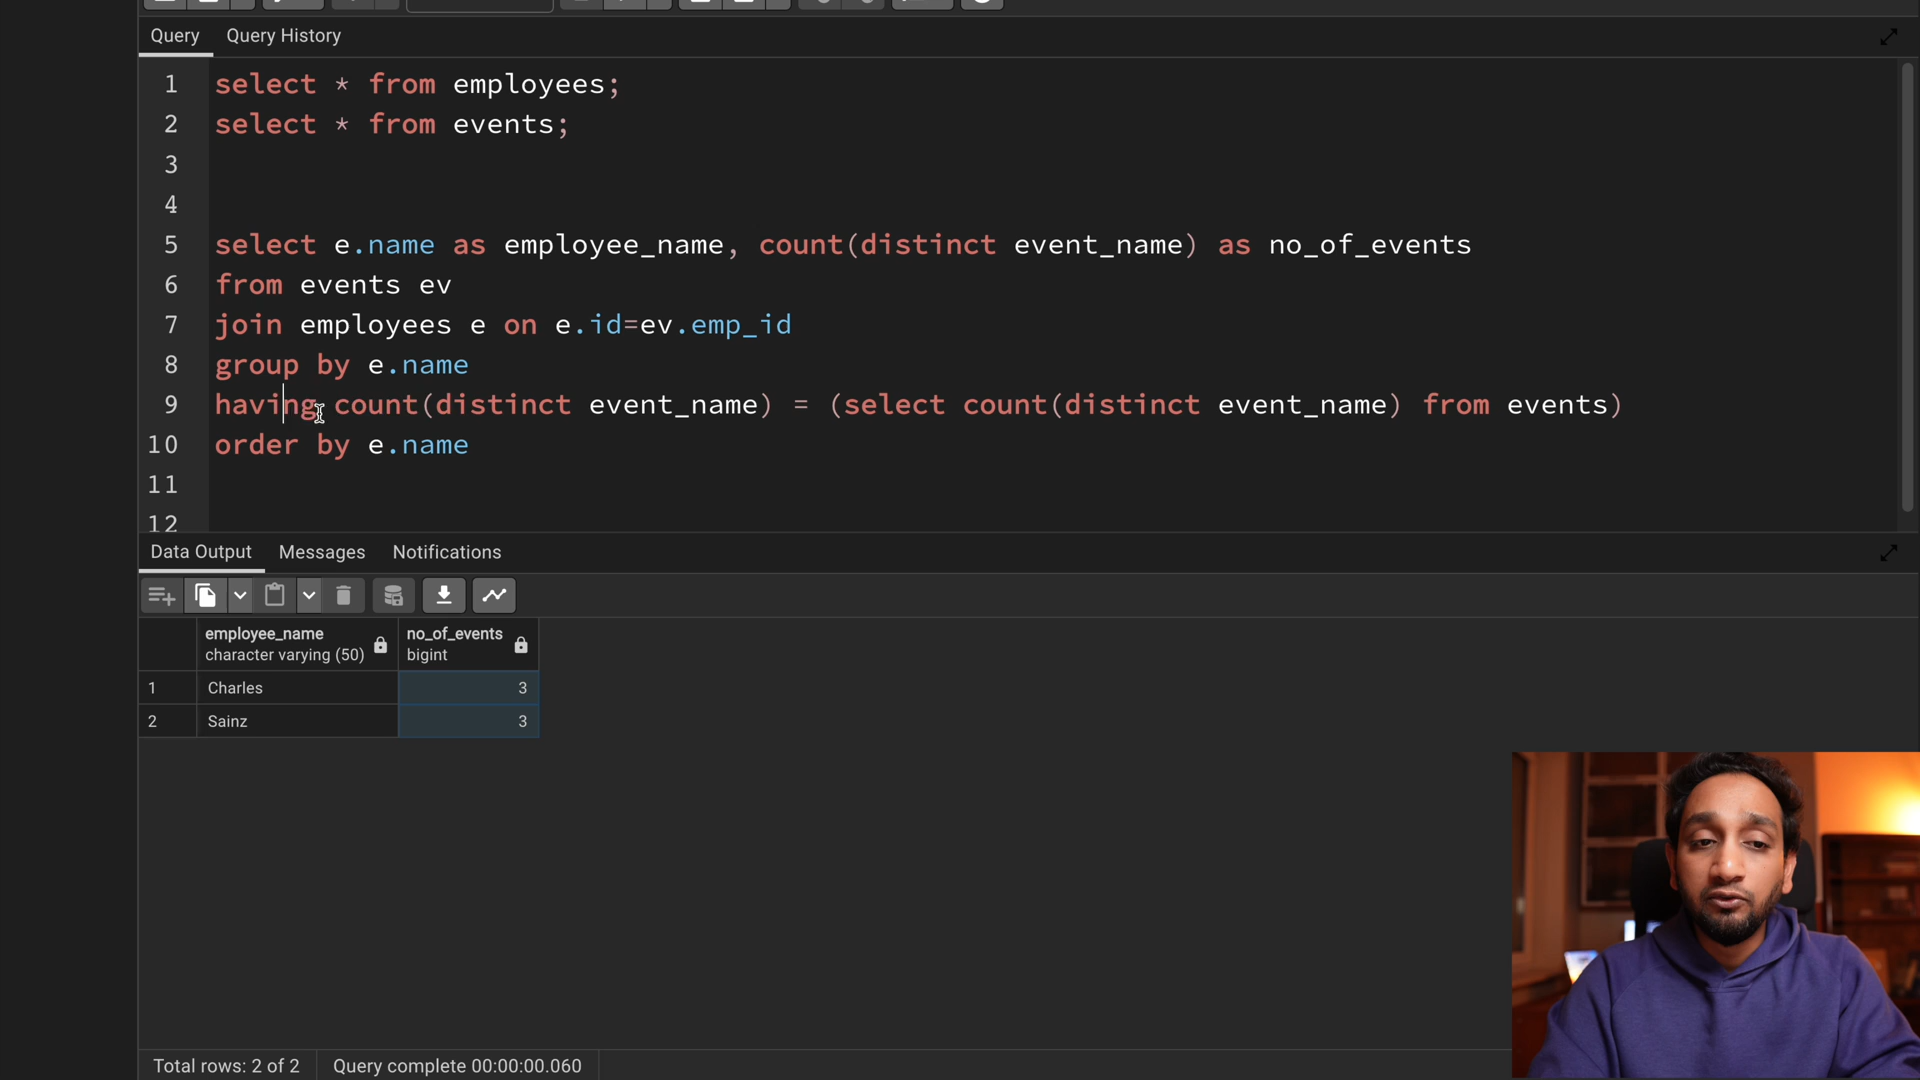 Query Query History
1 select * from employees;
2 select * from events;
3
4
5 select e.name as employee_name, count(distinct event_name) as no_of_events
6 from events ev
7 join employees e on e.id=ev.emp_id
8 group by e.name
9 having count(distinct event_name) = (select count(distinct event_name) from events)
10 order by e.name
11
12
Data Output Messages Notifications
employee_name no_of_events
character varying (50) bigint
1 Charles 3
2 Sainz 3
Total rows: 2 of 2 Query complete 00:00:00.060